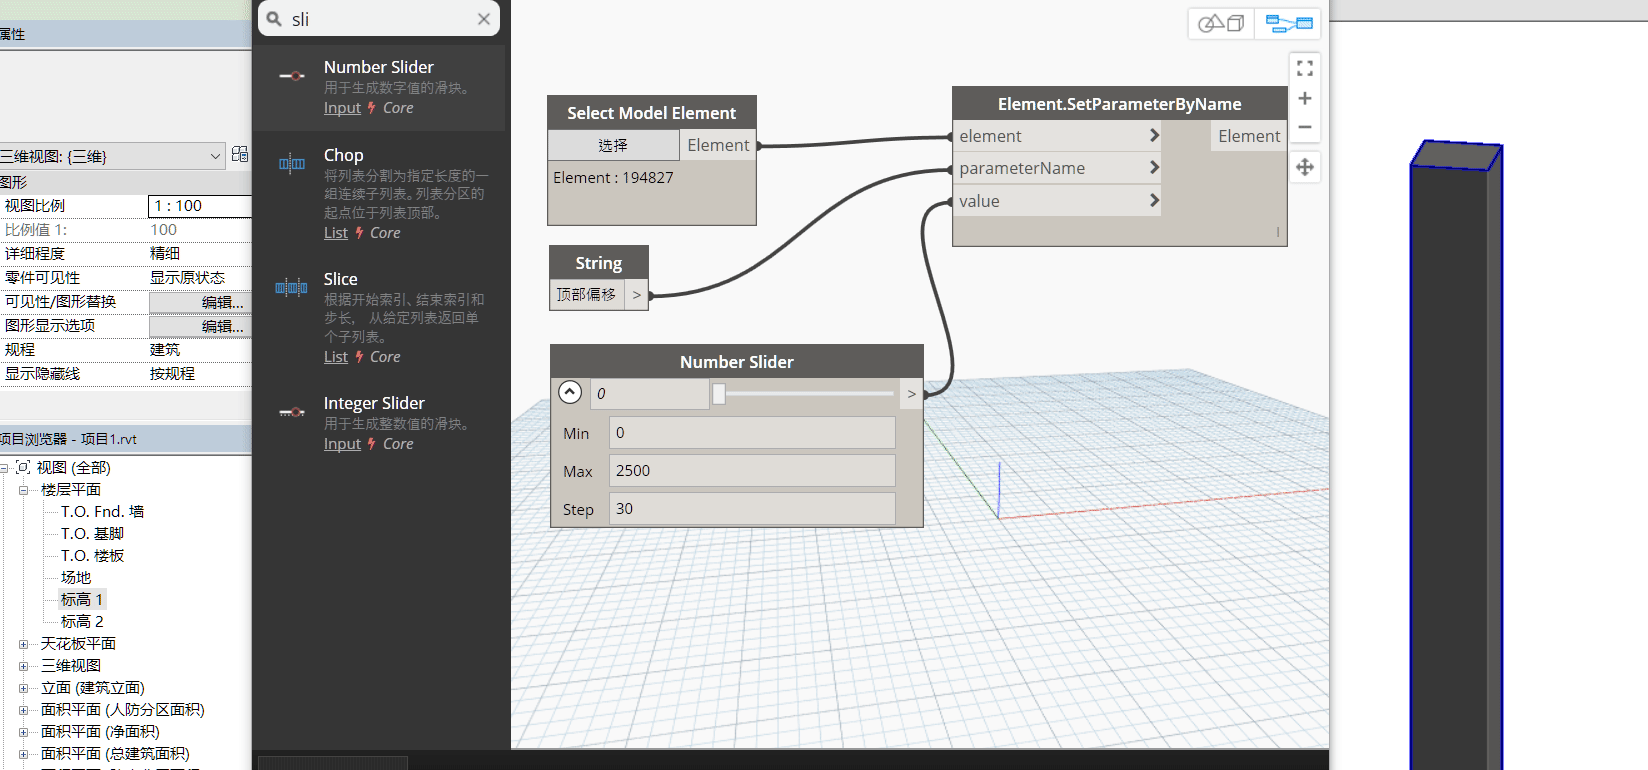 属性
三维视图: {三维}
图形
视图比例 1 : 100
比例值 1: 100
详细程度 精细
零件可见性 显示原状态
可见性/图形替换 编辑...
图形显示选项 编辑...
规程 建筑
显示隐藏线 按规程
项目浏览器 - 项目1.rvt
视图 (全部)
楼层平面
T.O. Fnd. 墙
T.O. 基脚
T.O. 楼板
场地
标高 1
标高 2
天花板平面
三维视图
立面 (建筑立面)
面积平面 (人防分区面积)
面积平面 (净面积)
面积平面 (总建筑面积)
sli
Number Slider
用于生成数字值的滑块。
Input Core
Chop
将列表分割为指定长度的一
组连续子列表。列表分区的
起点位于列表顶部。
List Core
Slice
根据开始索引、结束索引和
步长， 从给定列表返回单
个子列表。
List Core
Integer Slider
用于生成整数值的滑块。
Input Core
Select Model Element
选择 Element
Element : 194827
String
顶部偏移 >
Number Slider
0 >
Min 0
Max 2500
Step 30
Element.SetParameterByName
element Element
parameterName
value